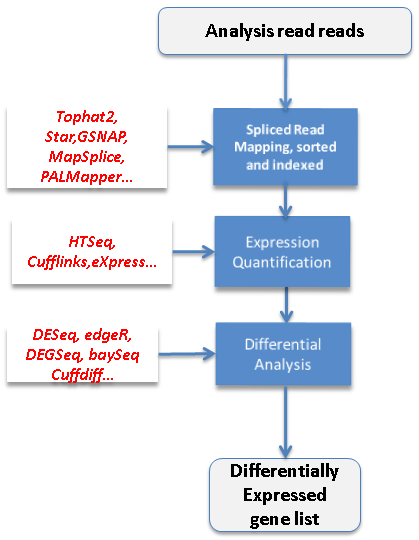 Analysis read reads
Tophat2,
Star,GSNAP,
MapSplice,
PALMapper...
Spliced Read
Mapping, sorted
and indexed
HTSeq,
Cufflinks,eXpress...
Expression
Quantification
DESeq, edgeR,
DEGSeq, baySeq
Cuffdiff...
Differential
Analysis
Differentially
Expressed
gene list